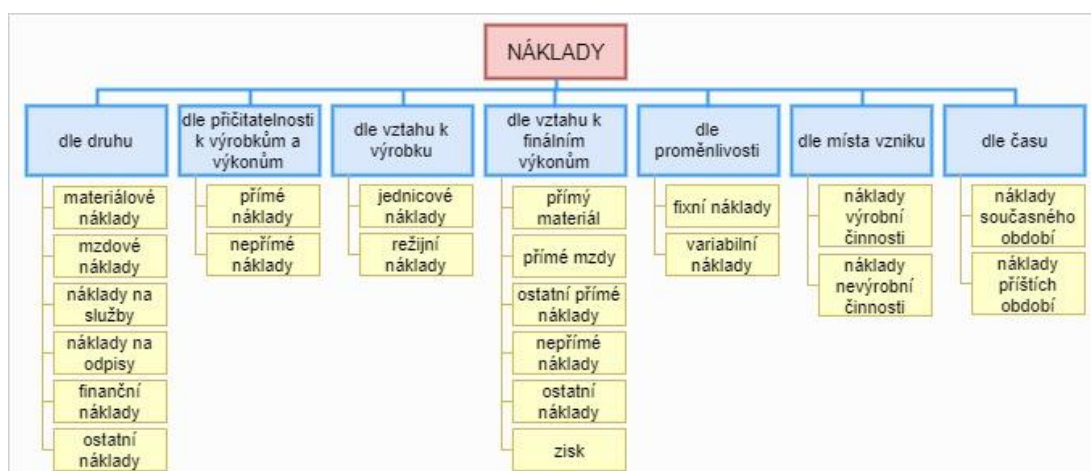 NÁKLADY
dle druhu
materiálové
náklady
mzdové
náklady
náklady na
služby
náklady na
odpisy
finanční
náklady
ostatní
náklady
dle přičitatelnosti
k výrobkům a
výkonům
přímé
náklady
nepřímé
náklady
dle vztahu k
výrobku
jednicové
náklady
režijní
náklady
dle vztahu k
finálním
výkonům
přímý
materiál
přímé mzdy
ostatní přímé
náklady
nepřímé
náklady
ostatní
náklady
zisk
dle
proměnlivosti
fixní náklady
variabilní
náklady
dle místa vzniku
náklady
výrobní
činnosti
náklady
nevýrobní
činnosti
dle času
náklady
současného
období
náklady
příštích
období